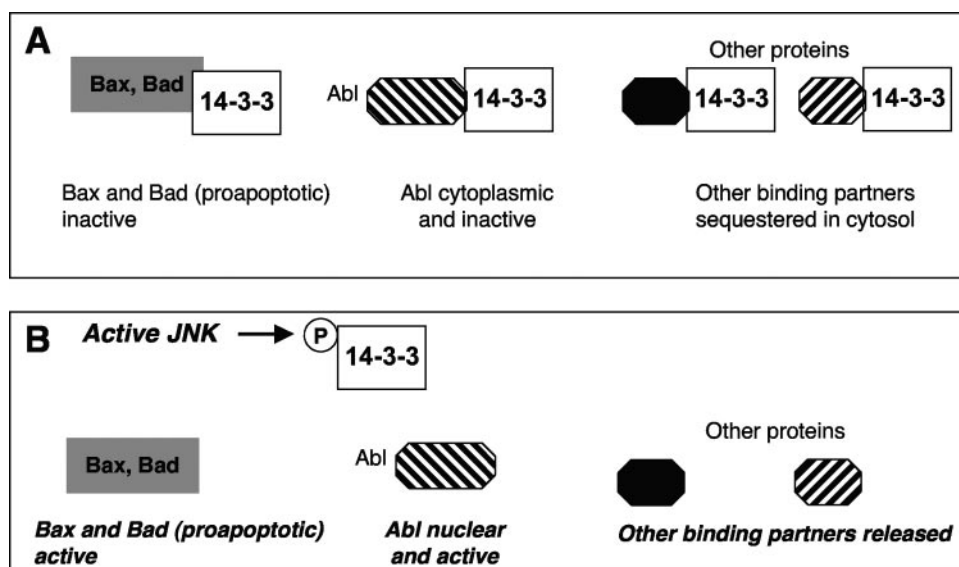 A
Other proteins
Bax, Bad
14-3-3
Abl
14-3-3
14-3-3
14-3-3
Bax and Bad (proapoptotic)
inactive
Abl cytoplasmic
and inactive
Other binding partners
sequestered in cytosol
B
Active JNK
P
14-3-3
Other proteins
Bax, Bad
Abl
Bax and Bad (proapoptotic)
active
Abl nuclear
and active
Other binding partners released